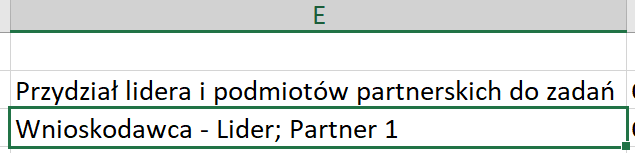 E
Przydział lidera i podmiotów partnerskich do zadań
Wnioskodawca - Lider; Partner 1